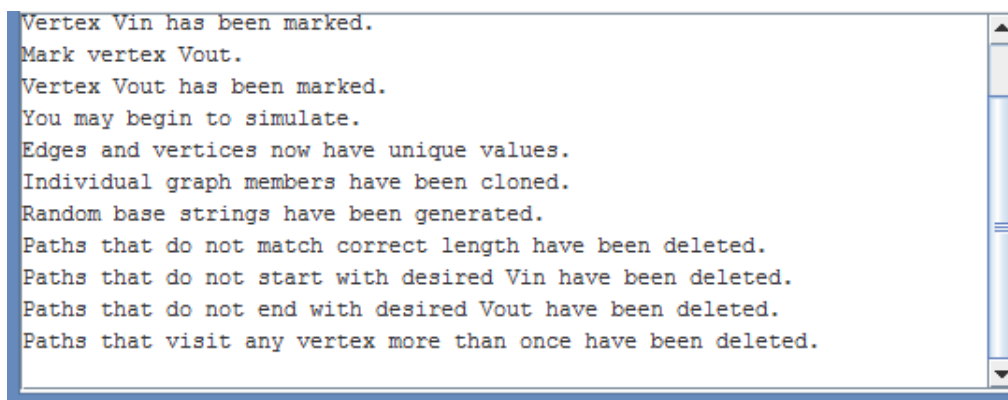 Vertex Vin has been marked.
Mark vertex Vout.
Vertex Vout has been marked.
You may begin to simulate.
Edges and vertices now have unique values.
Individual graph members have been cloned.
Random base strings have been generated.
Paths that do not match correct length have been deleted.
Paths that do not start with desired Vin have been deleted.
Paths that do not end with desired Vout have been deleted.
Paths that visit any vertex more than once have been deleted.